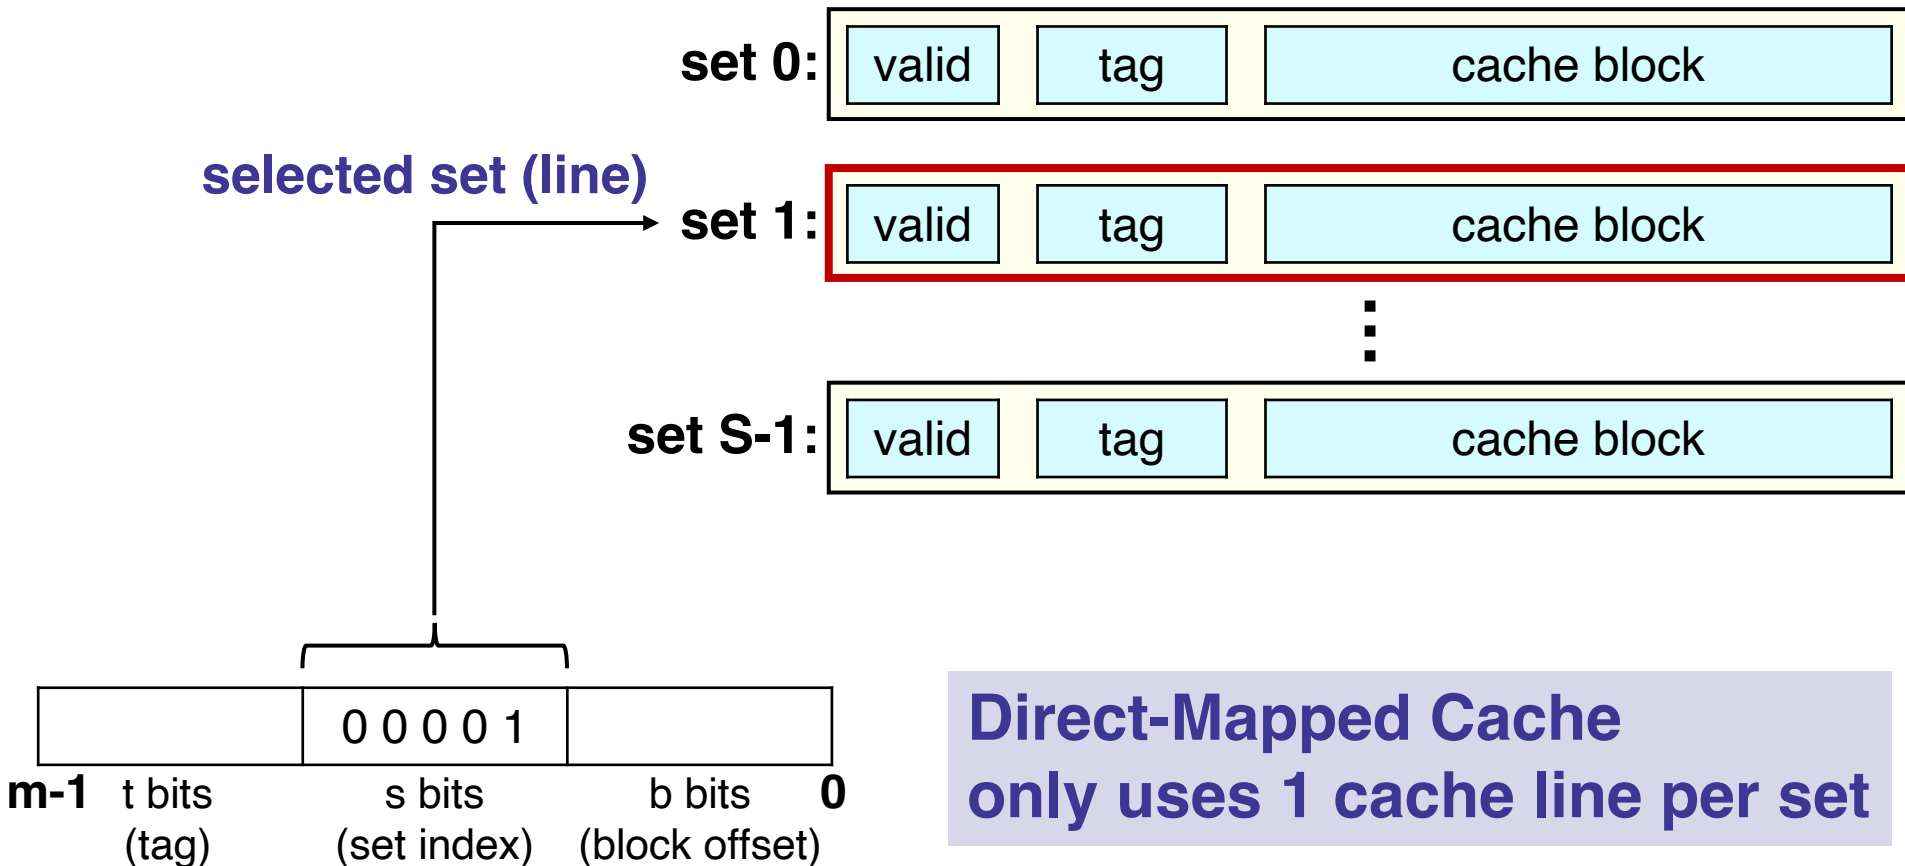 set 0: valid tag cache block
selected set (line)
set 1: valid tag cache block
set S-1: valid tag cache block
0 0 0 0 1
m-1 t bits s bits b bits 0
(tag) (set index) (block offset)
Direct-Mapped Cache
only uses 1 cache line per set